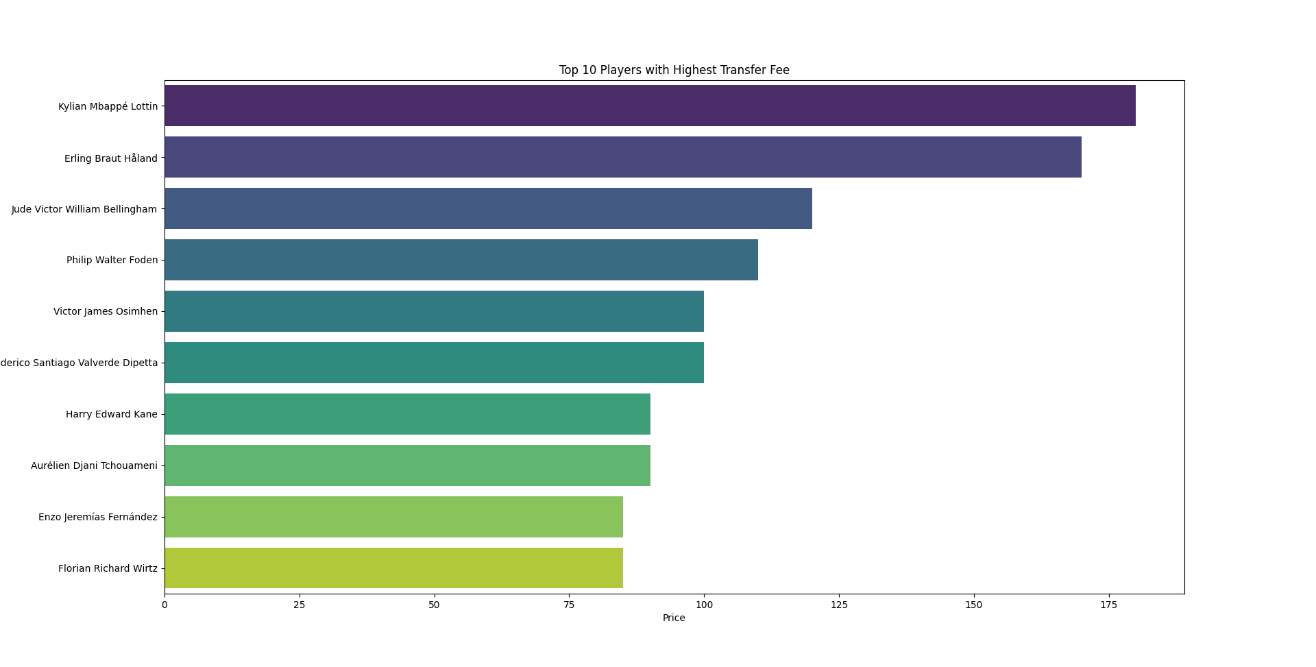 Top 10 Players with Highest Transfer Fee
Kylian Mbappé Lottin
Erling Braut Håland
Jude Victor William Bellingham
Philip Walter Foden
Victor James Osimhen
derico Santiago Valverde Dipetta
Harry Edward Kane
Aurélien Djani Tchouameni
Enzo Jeremías Fernández
Florian Richard Wirtz
0 25 50 75 100 125 150 175
Price